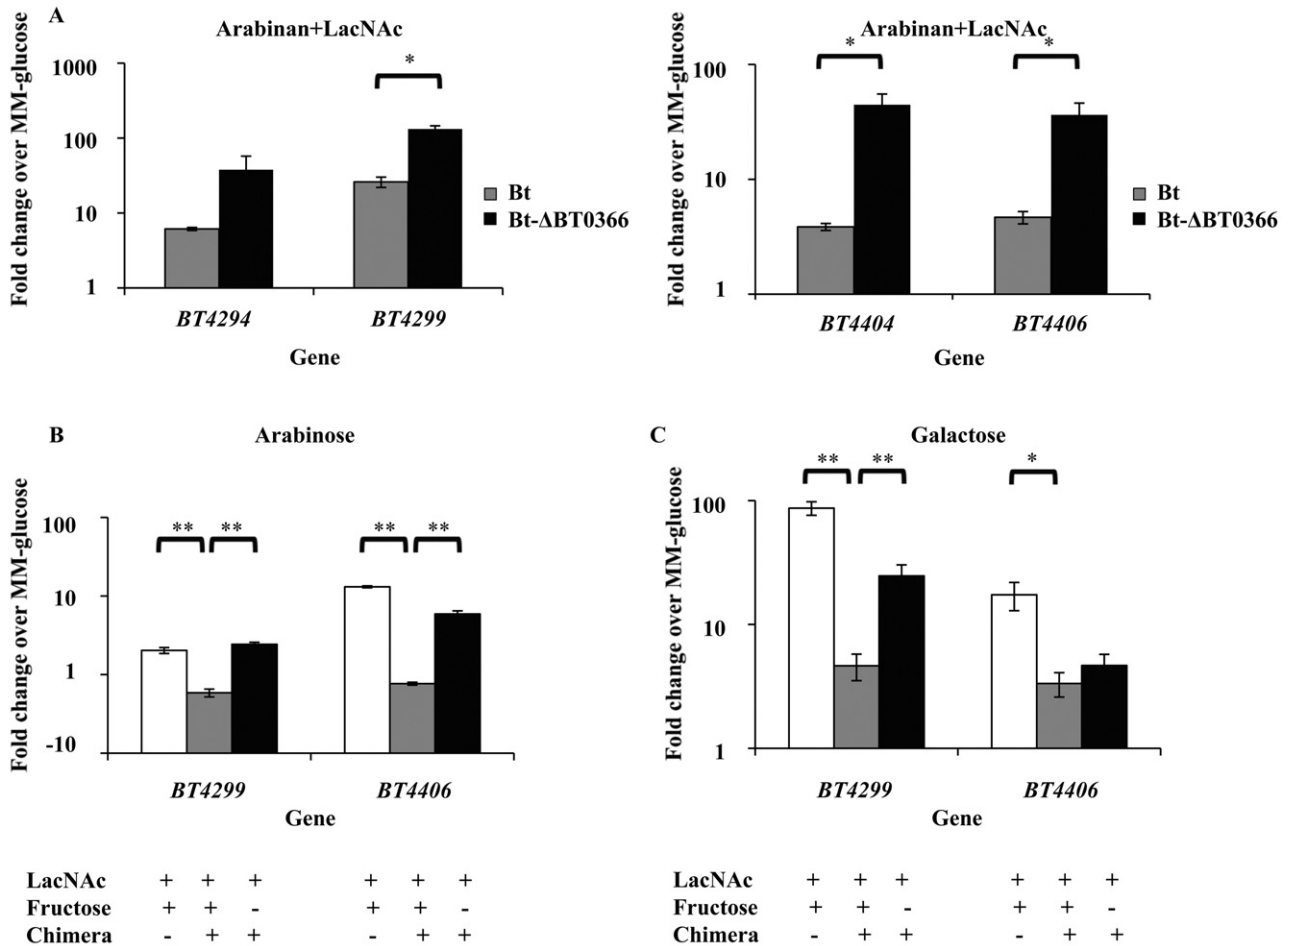 A
Arabinan+LacNAc
*
Fold change over MM-glucose
1000
100
10
1
BT4294 BT4299
Gene
Bt
Bt-ΔBT0366
Arabinan+LacNAc
* *
Fold change over MM-glucose
100
10
1
BT4404 BT4406
Gene
Bt
Bt-ΔBT0366
B
Arabinose
** ** ** **
Fold change over MM-glucose
100
10
1
-10
BT4299 BT4406
Gene
LacNAc + + + + + +
Fructose + + - + + -
Chimera - + + - + +
C
Galactose
** ** *
Fold change over MM-glucose
100
10
1
BT4299 BT4406
Gene
LacNAc + + + + + +
Fructose + + - + + -
Chimera - + + - + +